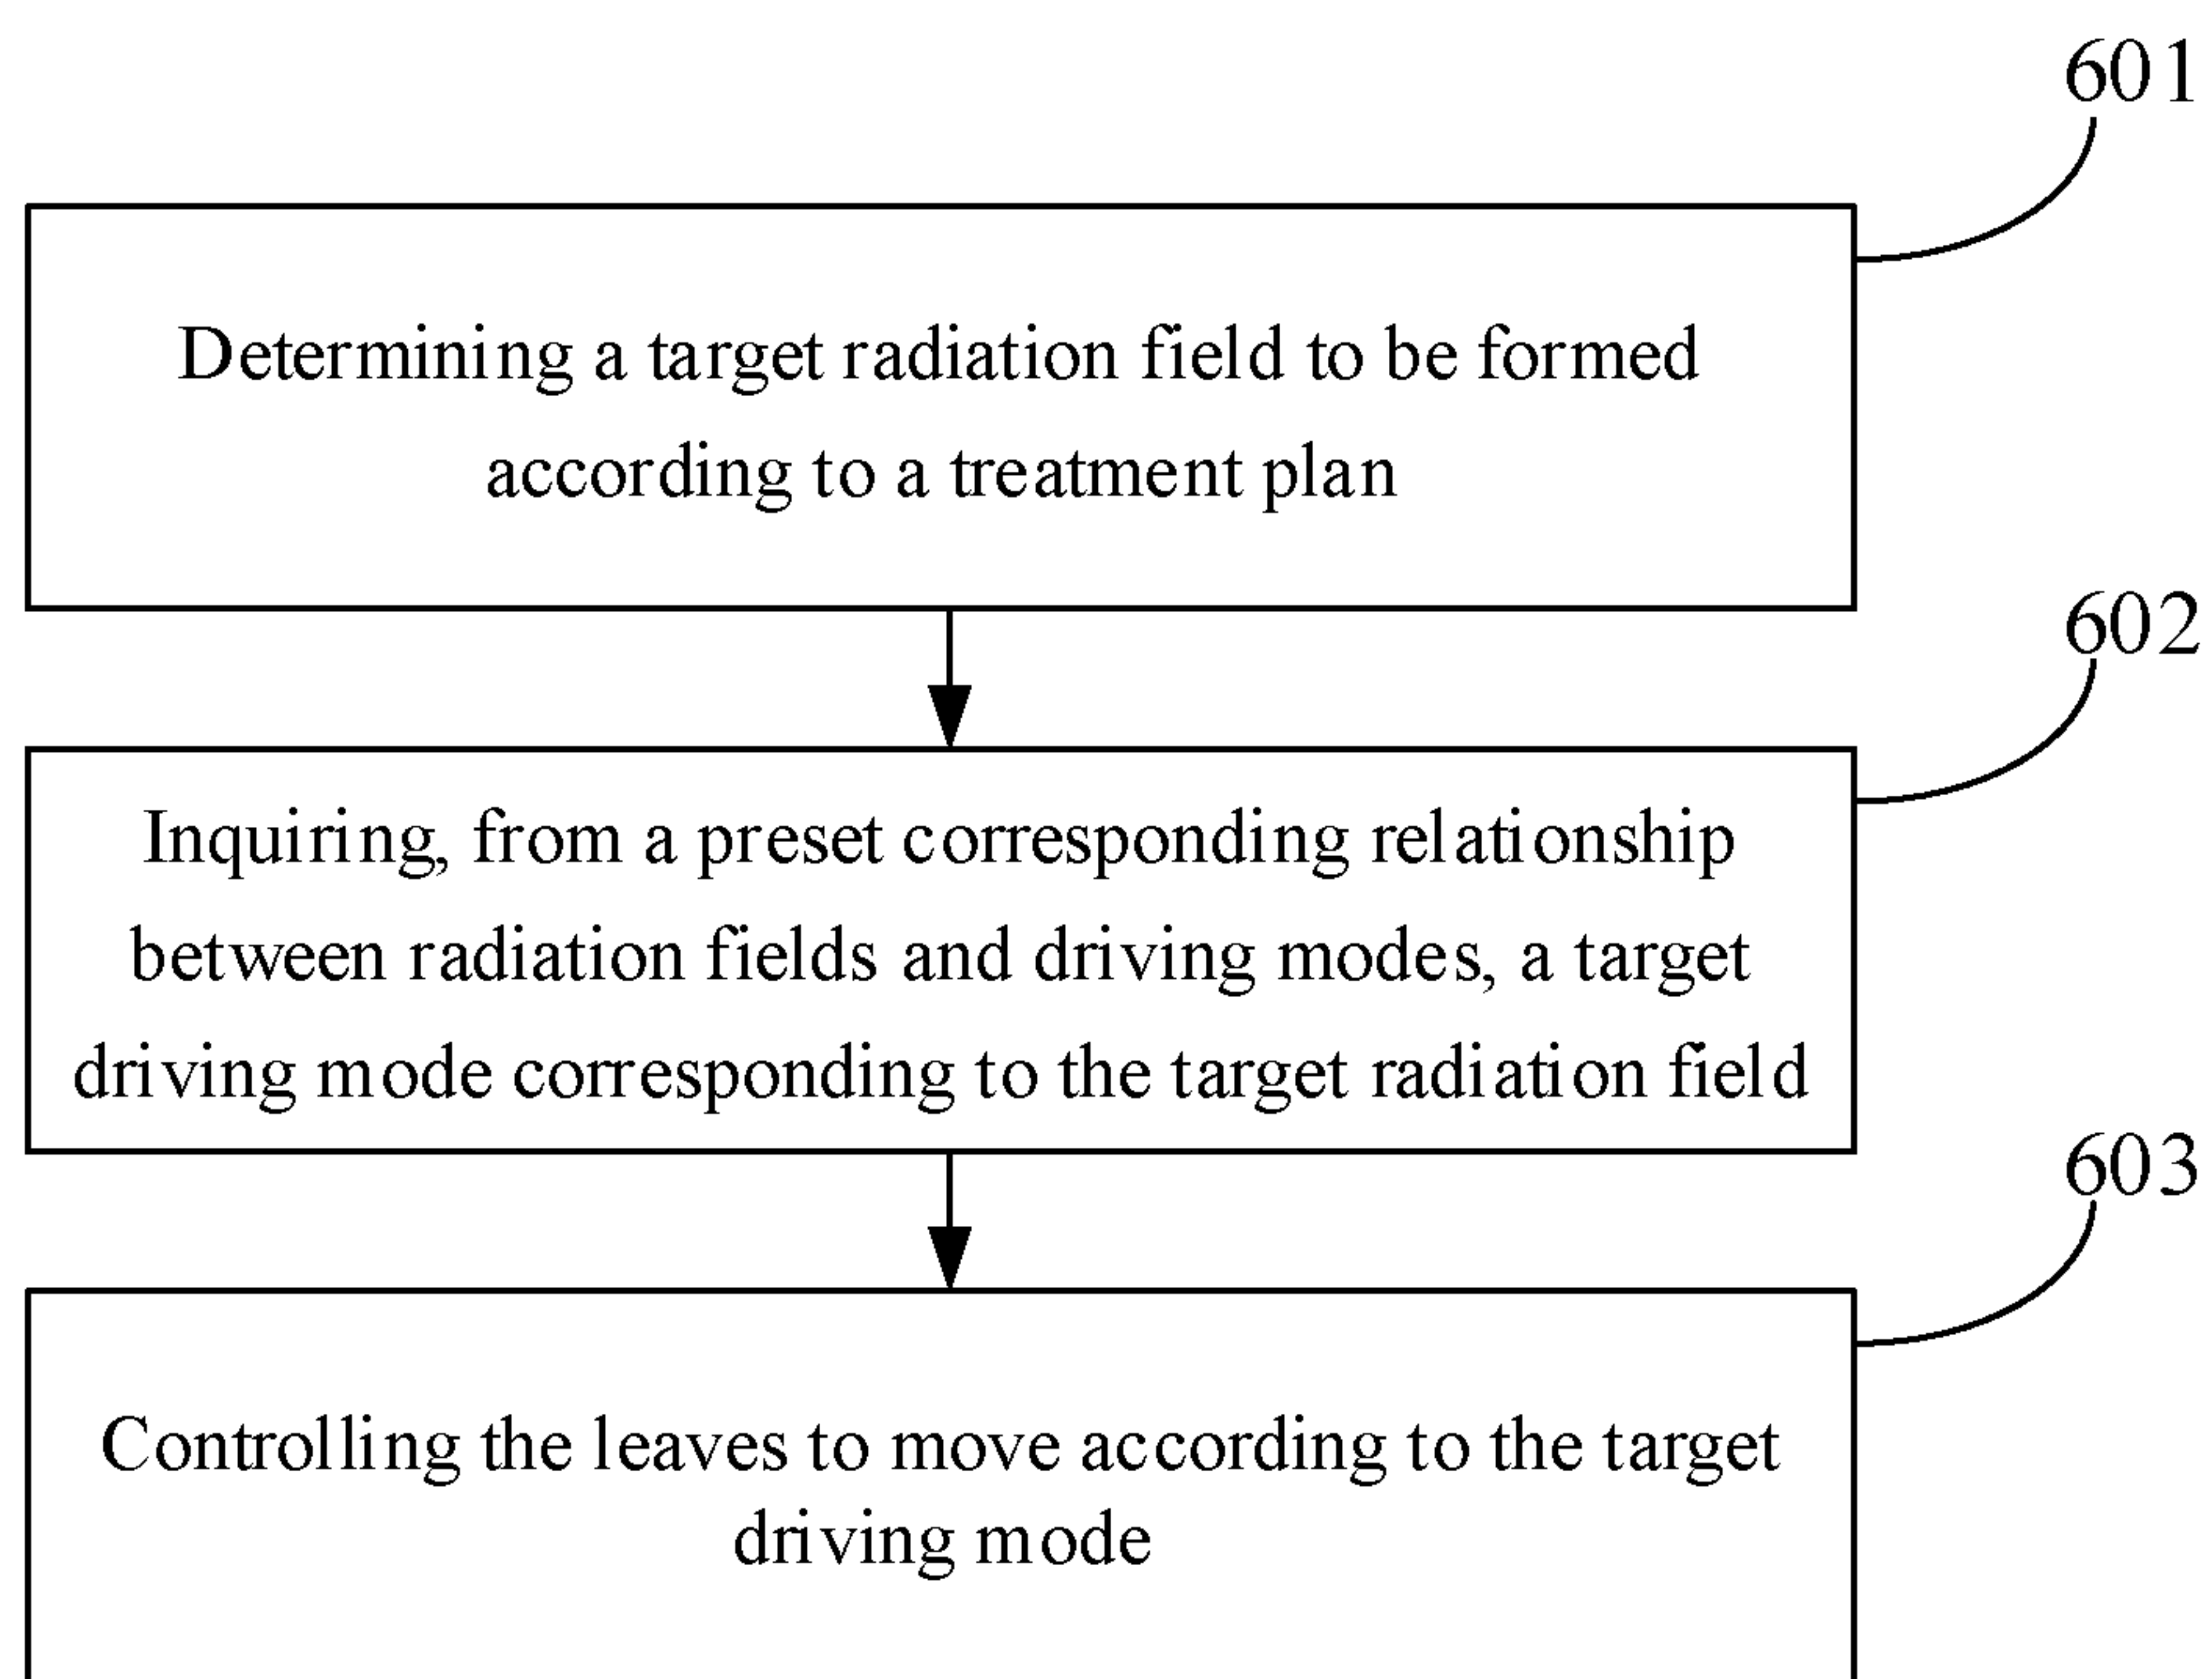 601
Determining a target radiation field to be formed
according to a treatment plan
602
Inquiring, from a preset corresponding relationship
between radiation fields and driving modes, a target
driving mode corresponding to the target radiation field
603
Controlling the leaves to move according to the target
driving mode